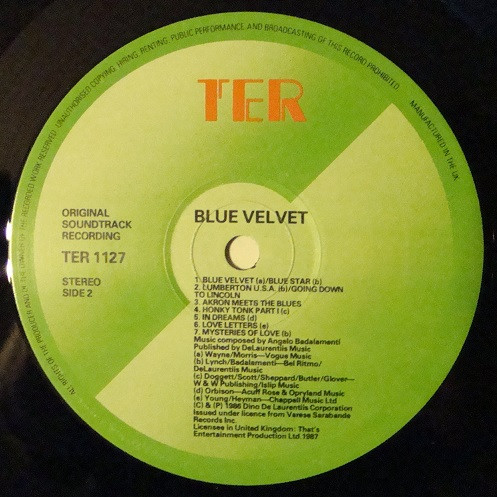 ALL RIGHTS OF THE PRODUCER AND OF THE OWNER OF THE RECORDED WORK RESERVED. UNAUTHORISED COPYING, HIRING, RENTING, PUBLIC PERFORMANCE AND BROADCASTING OF THIS RECORD PROHIBITED.
MANUFACTURED IN THE UK.
TER
ORIGINAL
SOUNDTRACK
RECORDING
TER 1127
STEREO
SIDE 2
BLUE VELVET
1. BLUE VELVET (a)/BLUE STAR (b)
2. LUMBERTON U.S.A. (b)/GOING DOWN
TO LINCOLN
3. AKRON MEETS THE BLUES
4. HONKY TONK PART I (c)
5. IN DREAMS (d)
6. LOVE LETTERS (e)
7. MYSTERIES OF LOVE (b)
Music composed by Angelo Badalamenti
Published by DeLaurentiis Music
(a) Wayne/Morris—Vogue Music
(b) Lynch/Badalamenti—Bel Ritmo/
DeLaurentiis Music
(c) Doggett/Scott/Sheppard/Butler/Glover—
W & W Publishing/Islip Music
(d) Orbison—Acuff Rose & Opryland Music
(e) Young/Heyman—Chappell Music Ltd
(C) & (P) 1986 Dino De Laurentiis Corporation
Issued under licence from Varese Sarabande
Records Inc.
Licensee in United Kingdom: That's
Entertainment Production Ltd 1987